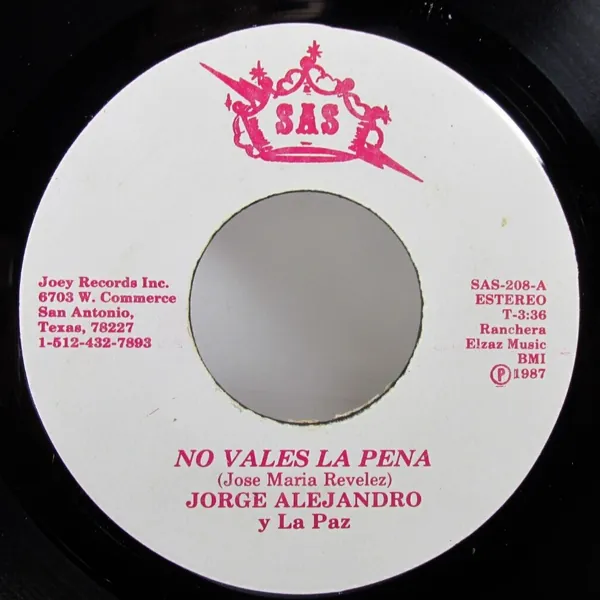 SAS
Joey Records Inc.
6703 W. Commerce
San Antonio,
Texas, 78227
1-512-432-7893
SAS-208-A
ESTEREO
T-3:36
Ranchera
Elzaz Music
BMI
Ⓟ1987
NO VALES LA PENA
(Jose Maria Revelez)
JORGE ALEJANDRO
y La Paz